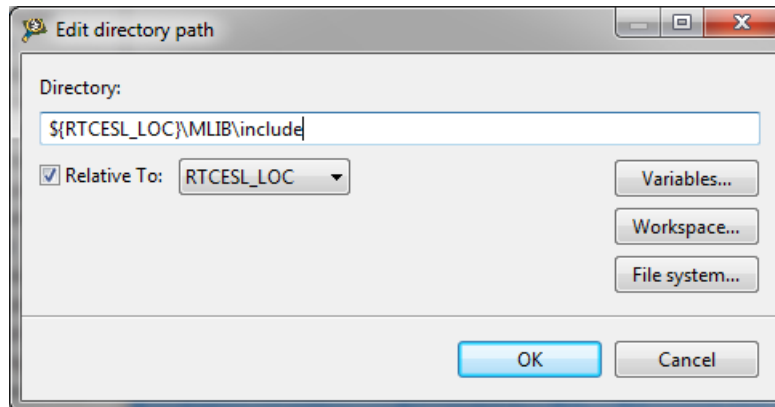 Edit directory path
Directory:
${RTCESL_LOC}\MLIB\include
Relative To: RTCESL_LOC
Variables...
Workspace...
File system...
OK Cancel